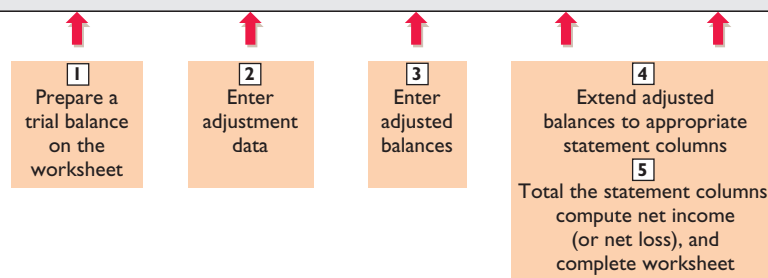 1
Prepare a
trial balance
on the
worksheet
2
Enter
adjustment
data
3
Enter
adjusted
balances
4
Extend adjusted
balances to appropriate
statement columns
5
Total the statement columns
compute net income
(or net loss), and
complete worksheet